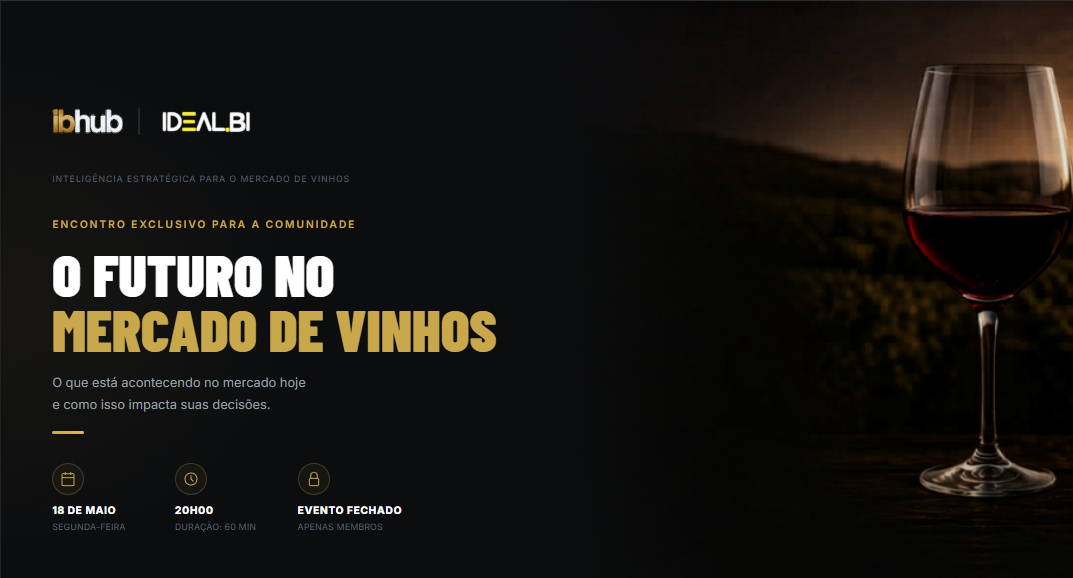 ibhub
IDEAL.BI
INTELIGÊNCIA ESTRATÉGICA PARA O MERCADO DE VINHOS
ENCONTRO EXCLUSIVO PARA A COMUNIDADE
O FUTURO NO
MERCADO DE VINHOS
O que está acontecendo no mercado hoje
e como isso impacta suas decisões.
18 DE MAIO
SEGUNDA-FEIRA
20H00
DURAÇÃO: 60 MIN
EVENTO FECHADO
APENAS MEMBROS